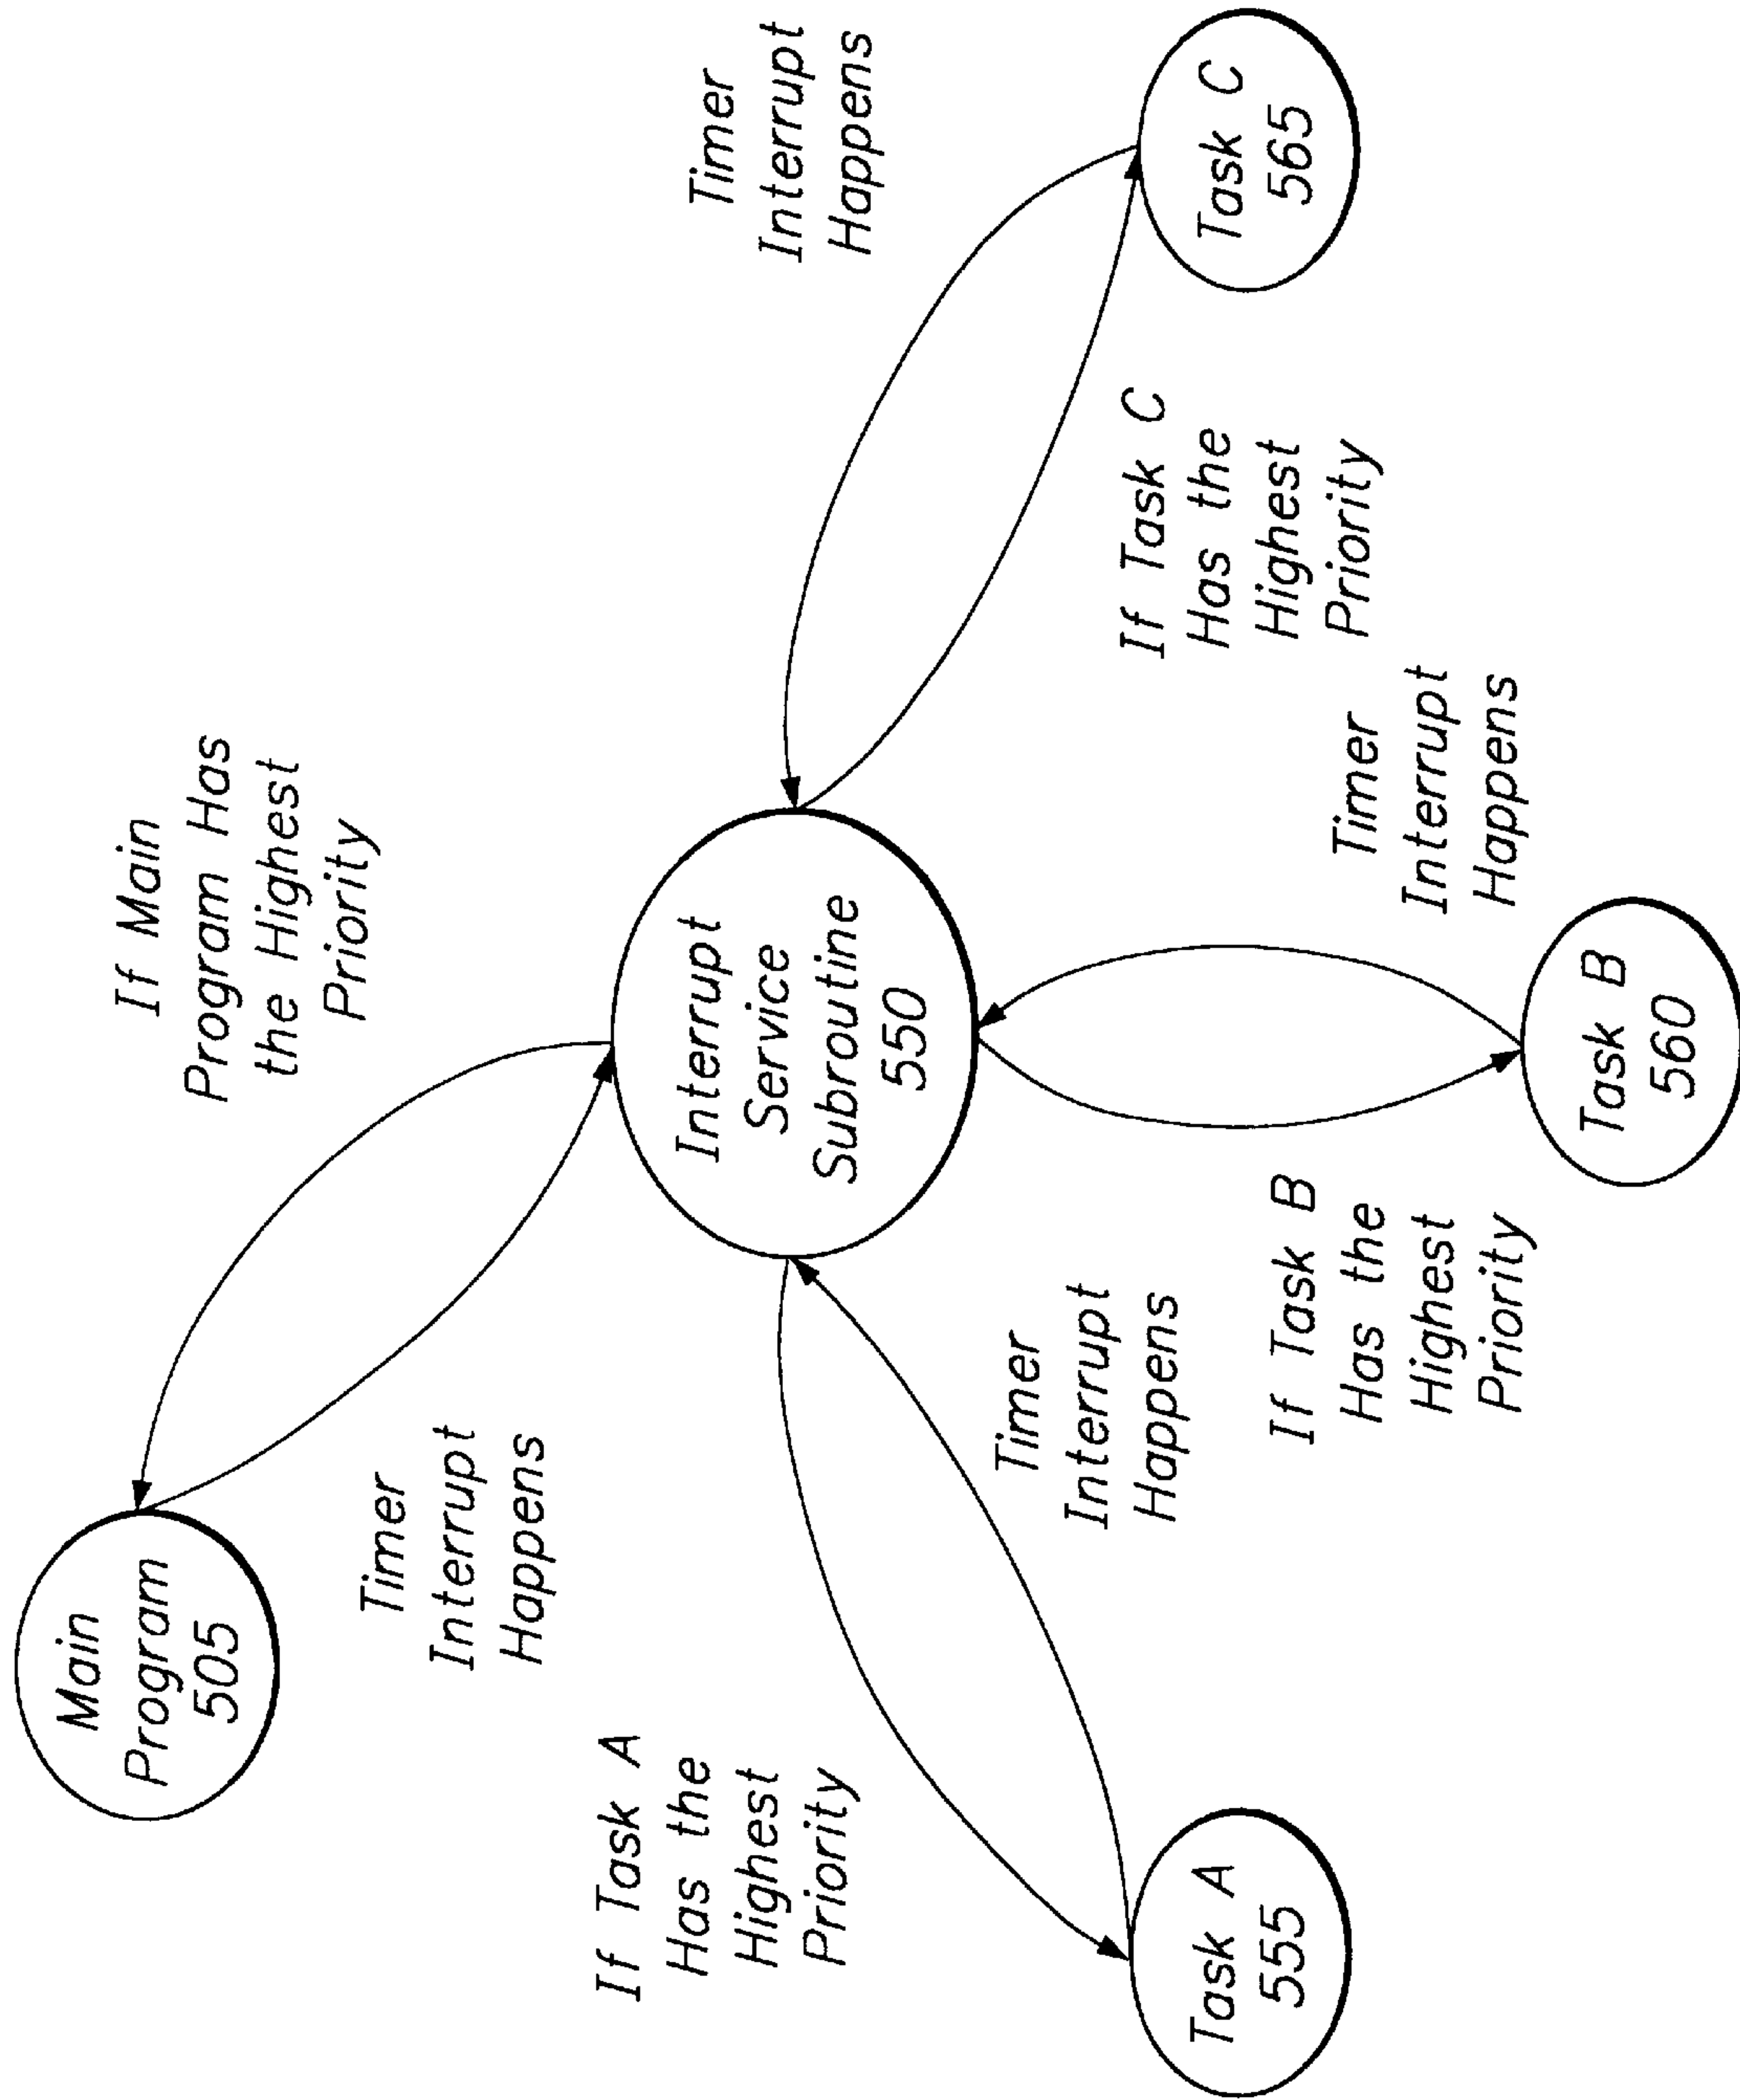 Main
Program
505
If Main
Program Has
the Highest
Priority
Timer
Interrupt
Happens
If Task A
Has the
Highest
Priority
Interrupt
Service
Subroutine
550
Timer
Interrupt
Happens
Timer
Interrupt
Happens
Task A
555
If Task B
Has the
Highest
Priority
Task B
560
Timer
Interrupt
Happens
If Task C
Has the
Highest
Priority
Task C
565